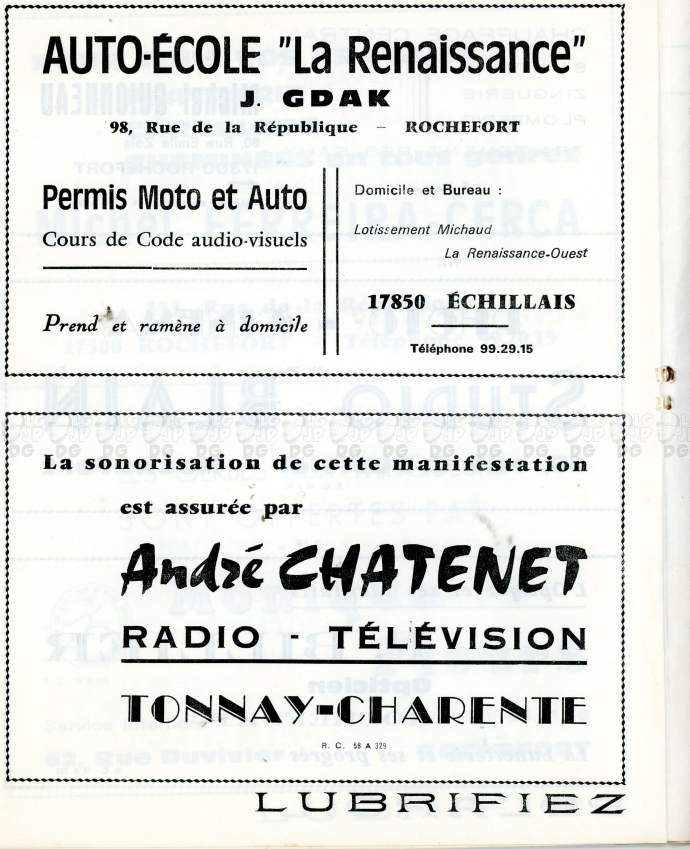 AUTO-ÉCOLE "La Renaissance"
J. GDAK
98, Rue de la République – ROCHEFORT
Permis Moto et Auto
Cours de Code audio-visuels
Prend et ramène à domicile
Domicile et Bureau :
Lotissement Michaud
La Renaissance-Ouest
17850 ÉCHILLAIS
Téléphone 99.29.15
La sonorisation de cette manifestation
est assurée par
André CHATENET
RADIO - TÉLÉVISION
TONNAY-CHARENTE
R. C. 58 A 329
LUBRIFIEZ